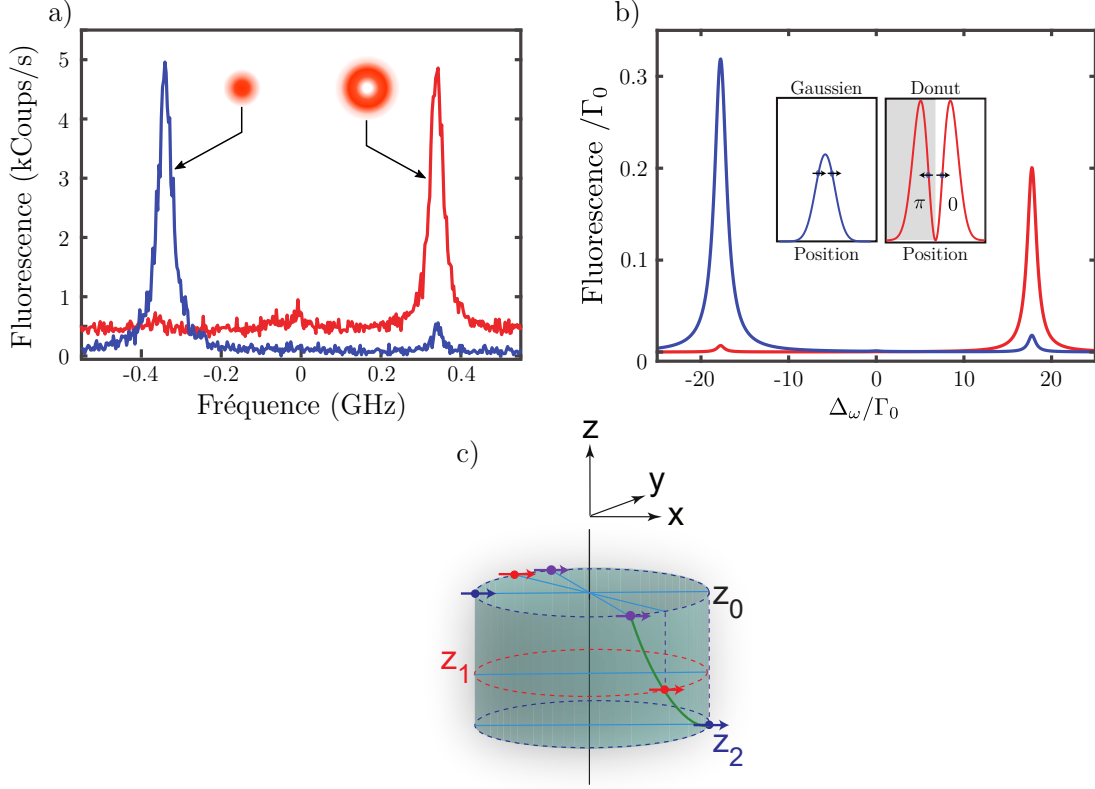 a)
Fluorescence (kCoups/s)
5
4
3
2
1
0
-0.4
-0.2
0
0.2
0.4
Fréquence (GHz)
b)
Fluorescence /Γ₀
0.3
0.2
0.1
0
-20
-10
0
10
20
Δω/Γ₀
Gaussien
Position
Donut
π
0
Position
c)
z
y
x
z₀
z₁
z₂